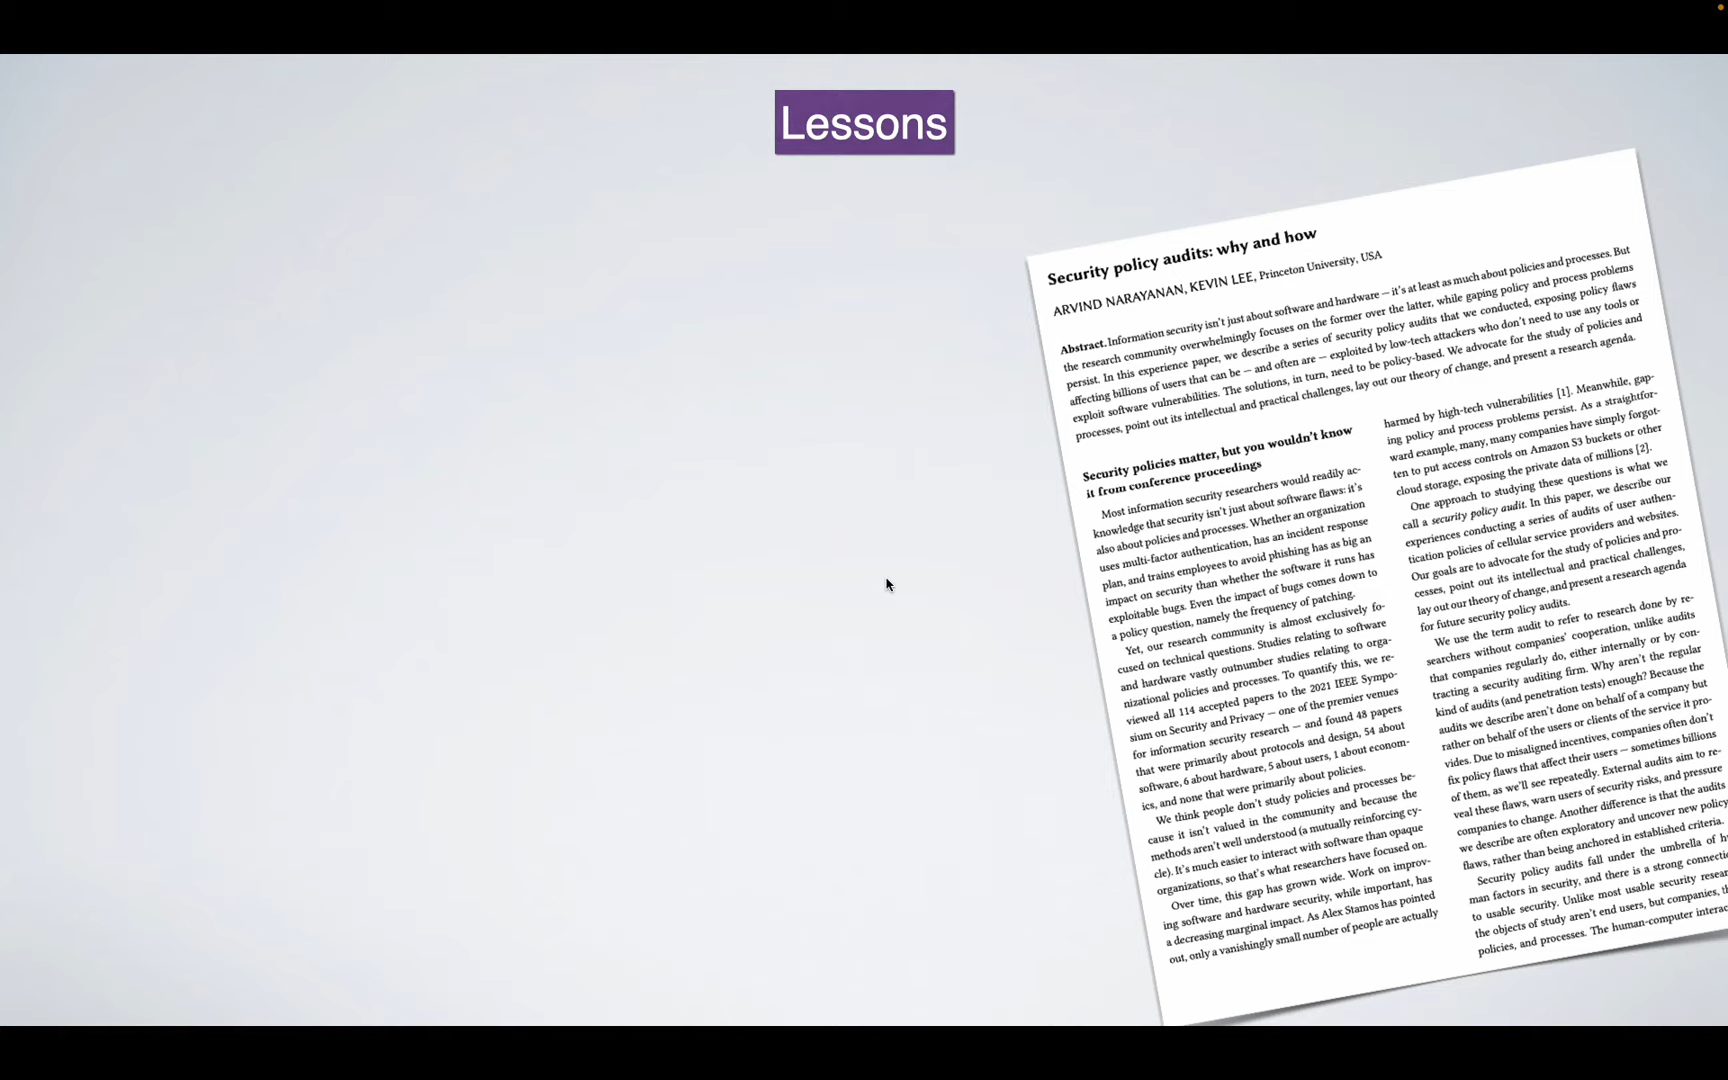 Lessons
Security policy audits: why and how
ARVIND NARAYANAN, KEVIN LEE, Princeton University, USA
Abstract. Information security isn't just about software and hardware — it's at least as much about policies and processes. But
the research community overwhelmingly focuses on the former over the latter, while gaping policy and process problems
persist. In this experience paper, we describe a series of security policy audits that we conducted, exposing policy flaws
affecting billions of users that can be — and often are — exploited by low-tech attackers who don't need to use any tools or
exploit software vulnerabilities. The solutions, in turn, need to be policy-based. We advocate for the study of policies and
processes, point out its intellectual and practical challenges, lay out our theory of change, and present a research agenda.
Security policies matter, but you wouldn't know
it from conference proceedings
Most information security researchers would readily ac-
knowledge that security isn't just about software flaws: it's
also about policies and processes. Whether an organization
uses multi-factor authentication, has an incident response
plan, and trains employees to avoid phishing has as big an
impact on security than whether the software it runs has
exploitable bugs. Even the impact of bugs comes down to
a policy question, namely the frequency of patching.
Yet, our research community is almost exclusively fo-
cused on technical questions. Studies relating to software
and hardware vastly outnumber studies relating to orga-
nizational policies and processes. To quantify this, we re-
viewed all 114 accepted papers to the 2021 IEEE Sympo-
sium on Security and Privacy — one of the premier venues
for information security research — and found 48 papers
that were primarily about protocols and design, 54 about
software, 6 about hardware, 5 about users, 1 about econom-
ics, and none that were primarily about policies.
We think people don't study policies and processes be-
cause it isn't valued in the community and because the
methods aren't well understood (a mutually reinforcing cy-
cle). It's much easier to interact with software than opaque
organizations, so that's what researchers have focused on.
Over time, this gap has grown wide. Work on improv-
ing software and hardware security, while important, has
a decreasing marginal impact. As Alex Stamos has pointed
out, only a vanishingly small number of people are actually
harmed by high-tech vulnerabilities [1]. Meanwhile, gap-
ing policy and process problems persist. As a straightfor-
ward example, many, many companies have simply forgot-
ten to put access controls on Amazon S3 buckets or other
cloud storage, exposing the private data of millions [2].
One approach to studying these questions is what we
call a security policy audit. In this paper, we describe our
experiences conducting a series of audits of user authen-
tication policies of cellular service providers and websites.
Our goals are to advocate for the study of policies and pro-
cesses, point out its intellectual and practical challenges,
lay out our theory of change, and present a research agenda
for future security policy audits.
We use the term audit to refer to research done by re-
searchers without companies' cooperation, unlike audits
that companies regularly do, either internally or by con-
tracting a security auditing firm. Why aren't the regular
kind of audits (and penetration tests) enough? Because the
audits we describe aren't done on behalf of a company but
rather on behalf of the users or clients of the service it pro-
vides. Due to misaligned incentives, companies often don't
fix policy flaws that affect their users — sometimes billions
of them, as we'll see repeatedly. External audits aim to re-
veal these flaws, warn users of security risks, and pressure
companies to change. Another difference is that the audits
we describe are often exploratory and uncover new policy
flaws, rather than being anchored in established criteria.
Security policy audits fall under the umbrella of hu
man factors in security, and there is a strong connectio
to usable security. Unlike most usable security resear
the objects of study aren't end users, but companies, th
policies, and processes. The human-computer interac